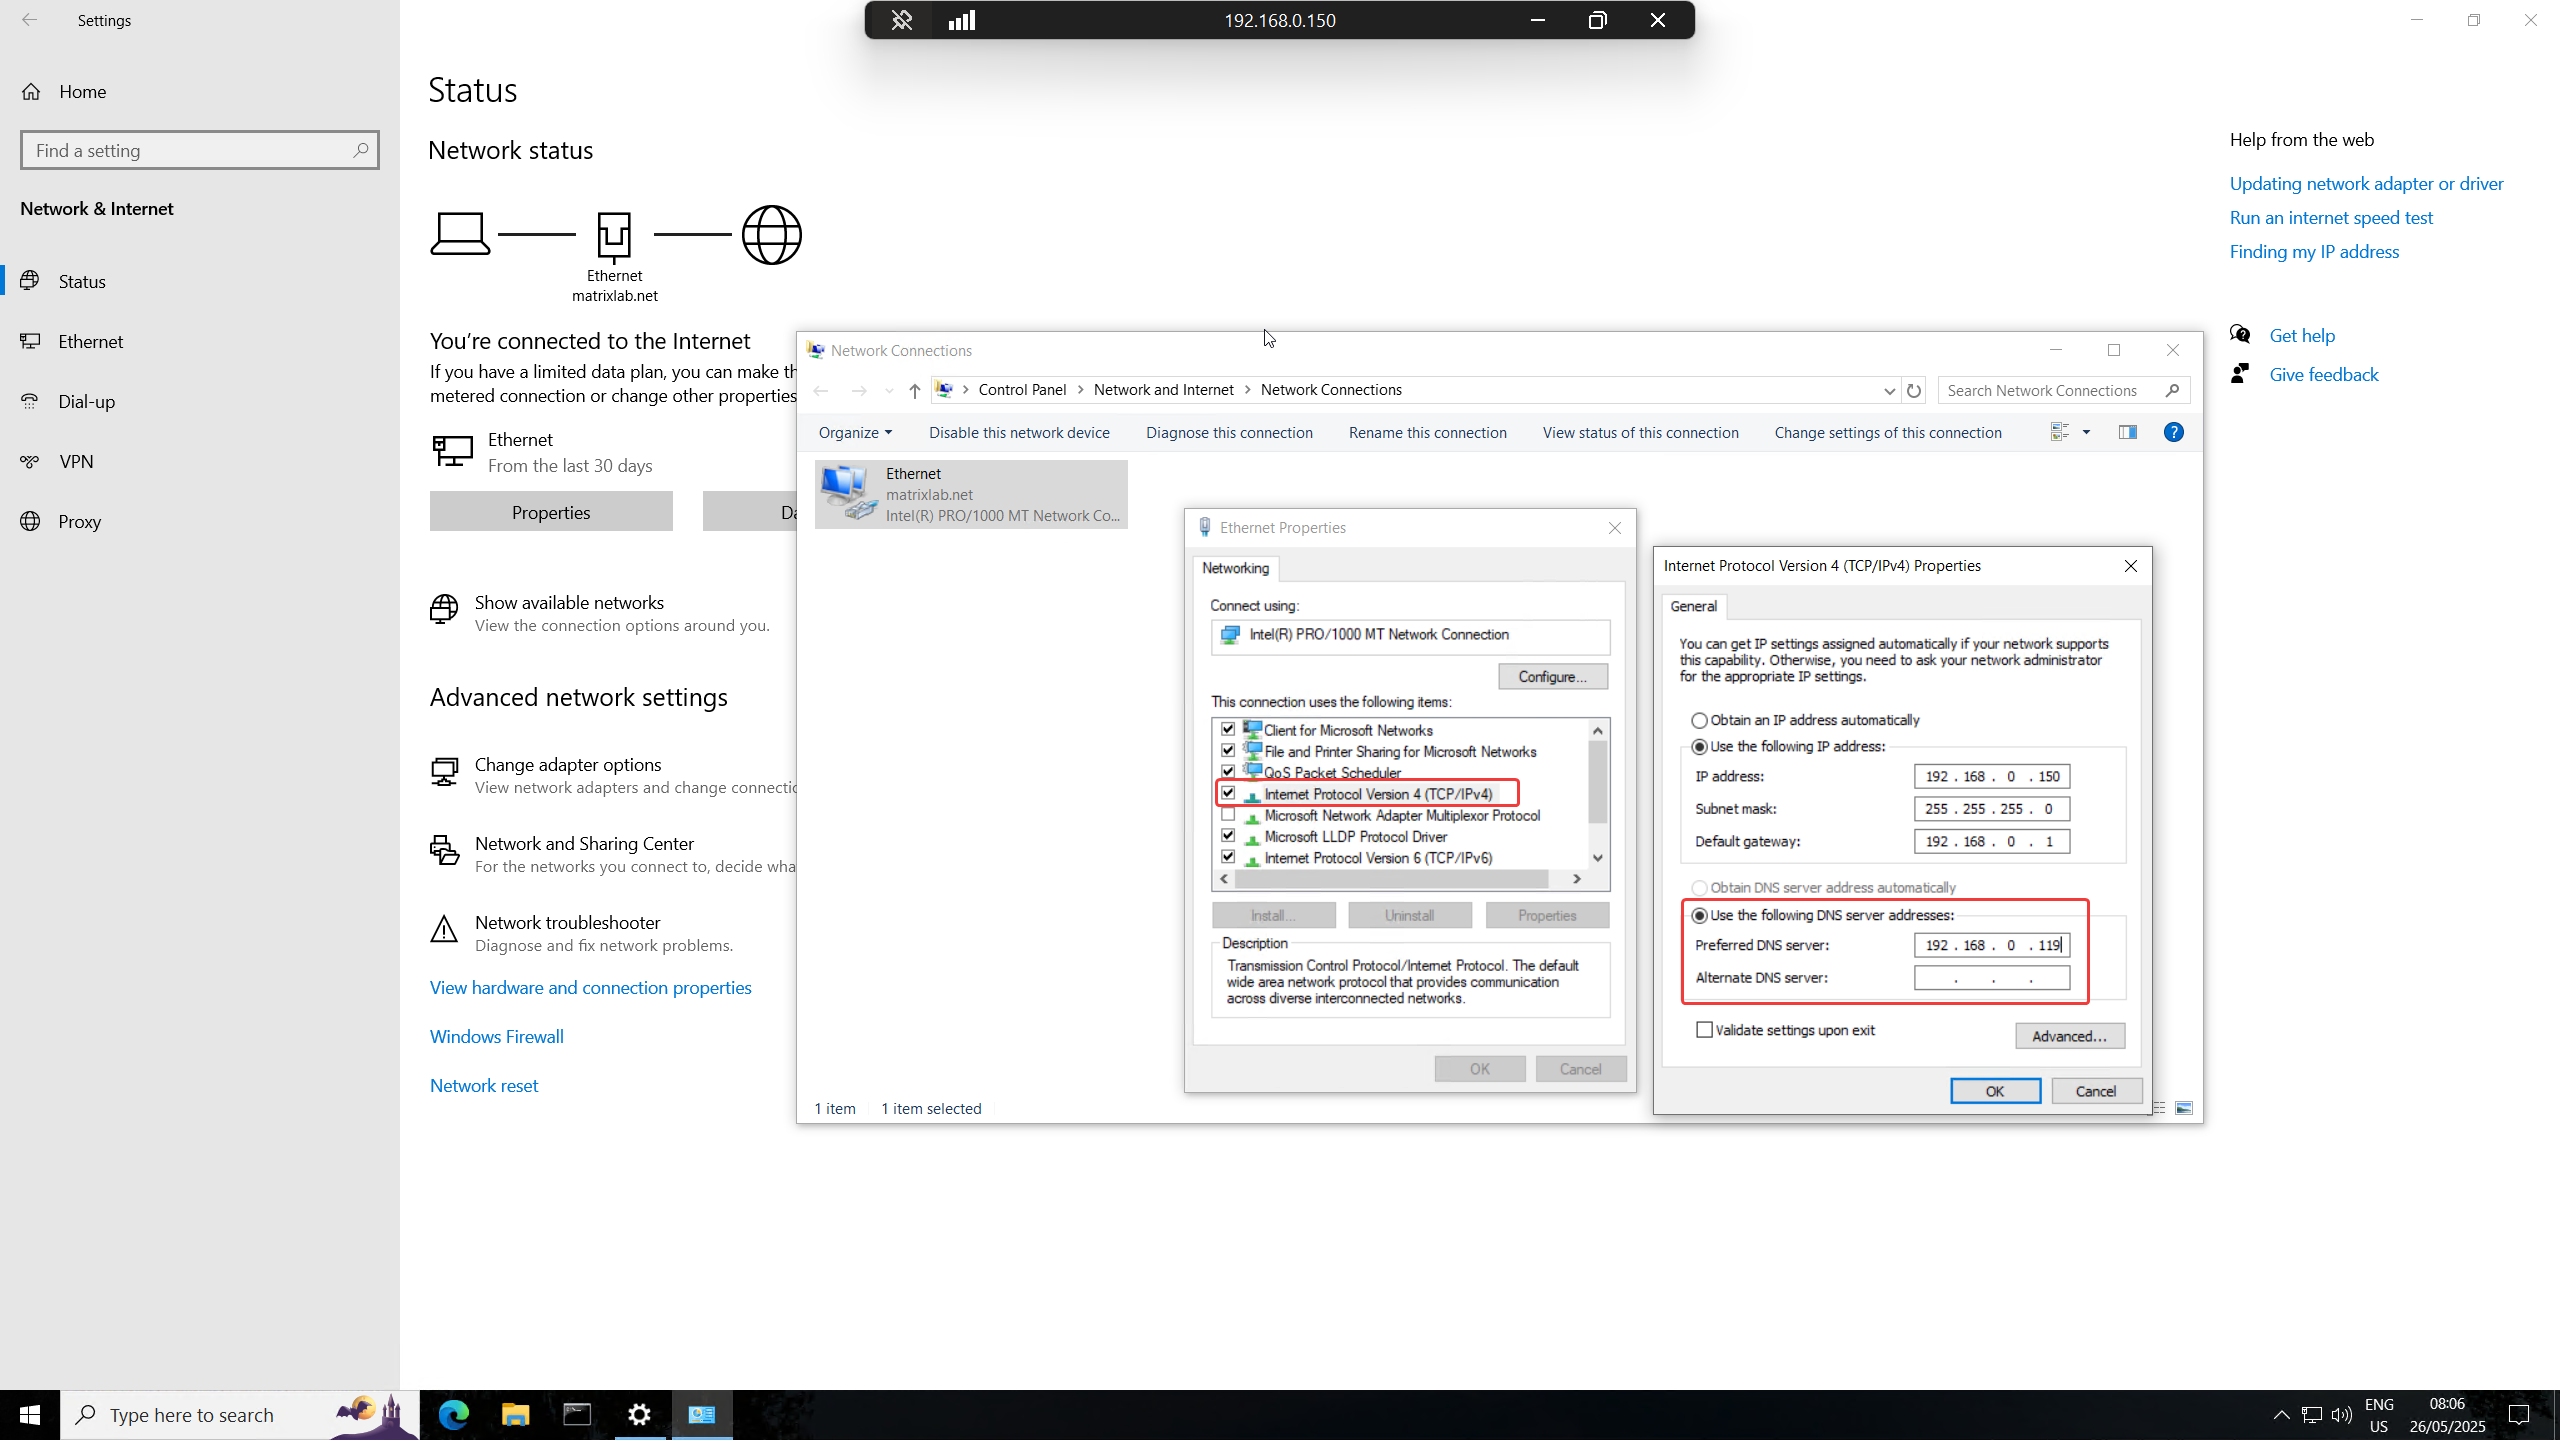 Settings
192.168.0.150
Home
Find a setting
Network & Internet
Status
Ethernet
Dial-up
VPN
Proxy
Status
Network status
Ethernet
matrixlab.net
You're connected to the Internet
If you have a limited data plan, you can make th
metered connection or change other properties
Ethernet
From the last 30 days
Properties
Da
Show available networks
View the connection options around you.
Advanced network settings
Change adapter options
View network adapters and change connectio
Network and Sharing Center
For the networks you connect to, decide wha
Network troubleshooter
Diagnose and fix network problems.
View hardware and connection properties
Windows Firewall
Network reset
Help from the web
Updating network adapter or driver
Run an internet speed test
Finding my IP address
Get help
Give feedback
Network Connections
Control Panel > Network and Internet > Network Connections
Search Network Connections
Organize
Disable this network device
Diagnose this connection
Rename this connection
View status of this connection
Change settings of this connection
Ethernet
matrixlab.net
Intel(R) PRO/1000 MT Network Co...
1 item
1 item selected
Ethernet Properties
Networking
Connect using:
Intel(R) PRO/1000 MT Network Connection
Configure...
This connection uses the following items:
Client for Microsoft Networks
File and Printer Sharing for Microsoft Networks
QoS Packet Scheduler
Internet Protocol Version 4 (TCP/IPv4)
Microsoft Network Adapter Multiplexor Protocol
Microsoft LLDP Protocol Driver
Internet Protocol Version 6 (TCP/IPv6)
Install...
Uninstall
Properties
Description
Transmission Control Protocol/Internet Protocol. The default
wide area network protocol that provides communication
across diverse interconnected networks.
OK
Cancel
Internet Protocol Version 4 (TCP/IPv4) Properties
General
You can get IP settings assigned automatically if your network supports
this capability. Otherwise, you need to ask your network administrator
for the appropriate IP settings.
Obtain an IP address automatically
Use the following IP address:
IP address: 192 . 168 . 0 . 150
Subnet mask: 255 . 255 . 255 . 0
Default gateway: 192 . 168 . 0 . 1
Obtain DNS server address automatically
Use the following DNS server addresses:
Preferred DNS server: 192 . 168 . 0 . 119
Alternate DNS server: . . .
Validate settings upon exit
Advanced...
OK
Cancel
Type here to search
ENG
US
08:06
26/05/2025